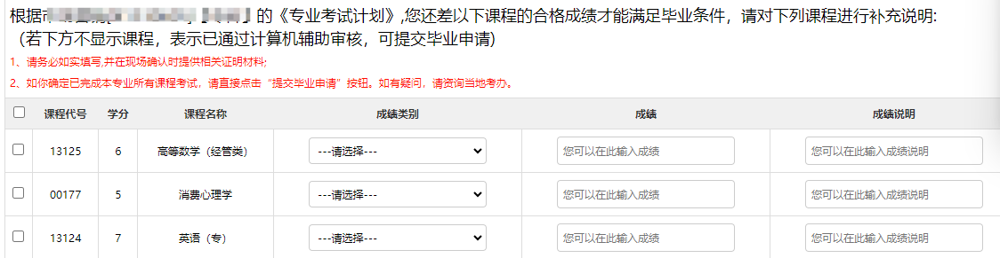 根据市 的《专业考试计划》,您还差以下课程的合格成绩才能满足毕业条件，请对下列课程进行补充说明:
（若下方不显示课程，表示已通过计算机辅助审核，可提交毕业申请)
1、请务必如实填写,并在现场确认时提供相关证明材料;
2、如你确定已完成本专业所有课程考试，请直接点击“提交毕业申请”按钮。如有疑问，请咨询当地考办。
课程代号 学分 课程名称 成绩类别 成绩 成绩说明
13125 6 高等数学（经管类） ---请选择--- 您可以在此输入成绩 您可以在此输入成绩说明
00177 5 消费心理学 ---请选择--- 您可以在此输入成绩 您可以在此输入成绩说明
13124 7 英语（专） ---请选择--- 您可以在此输入成绩 您可以在此输入成绩说明